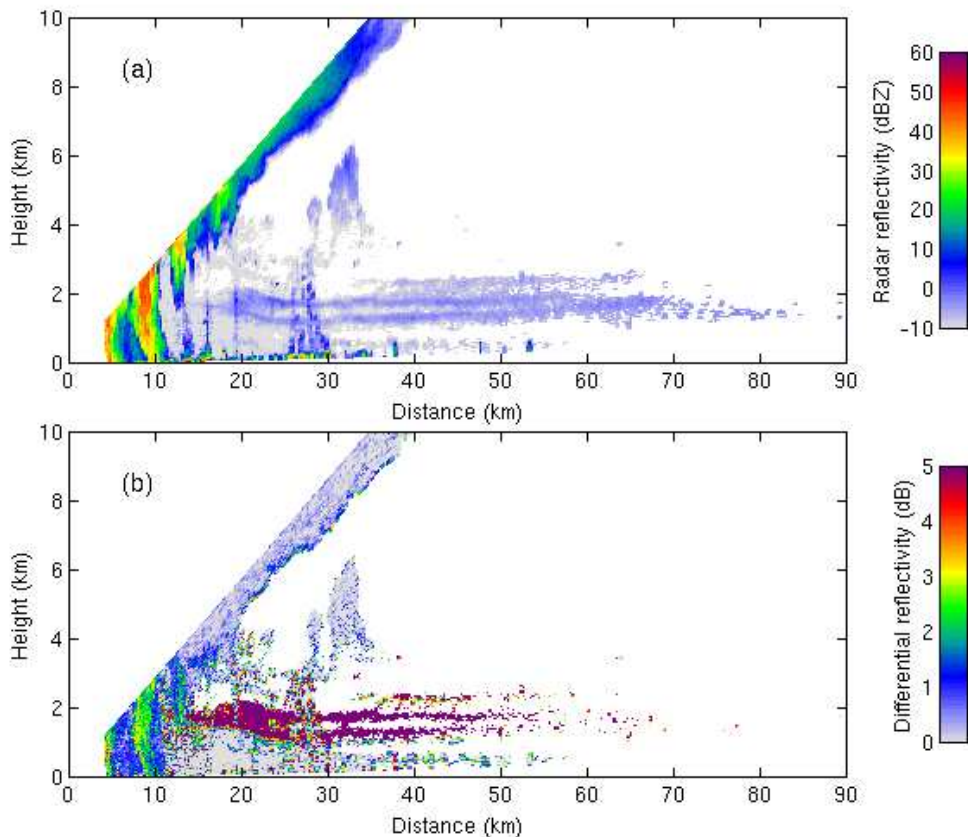 10
8
6
4
2
0
Height (km)
(a)
0 10 20 30 40 50 60 70 80 90
Distance (km)
60
50
40
30
20
10
0
-10
Radar reflectivity (dBZ)
10
8
6
4
2
0
Height (km)
(b)
0 10 20 30 40 50 60 70 80 90
Distance (km)
5
4
3
2
1
0
Differential reflectivity (dB)